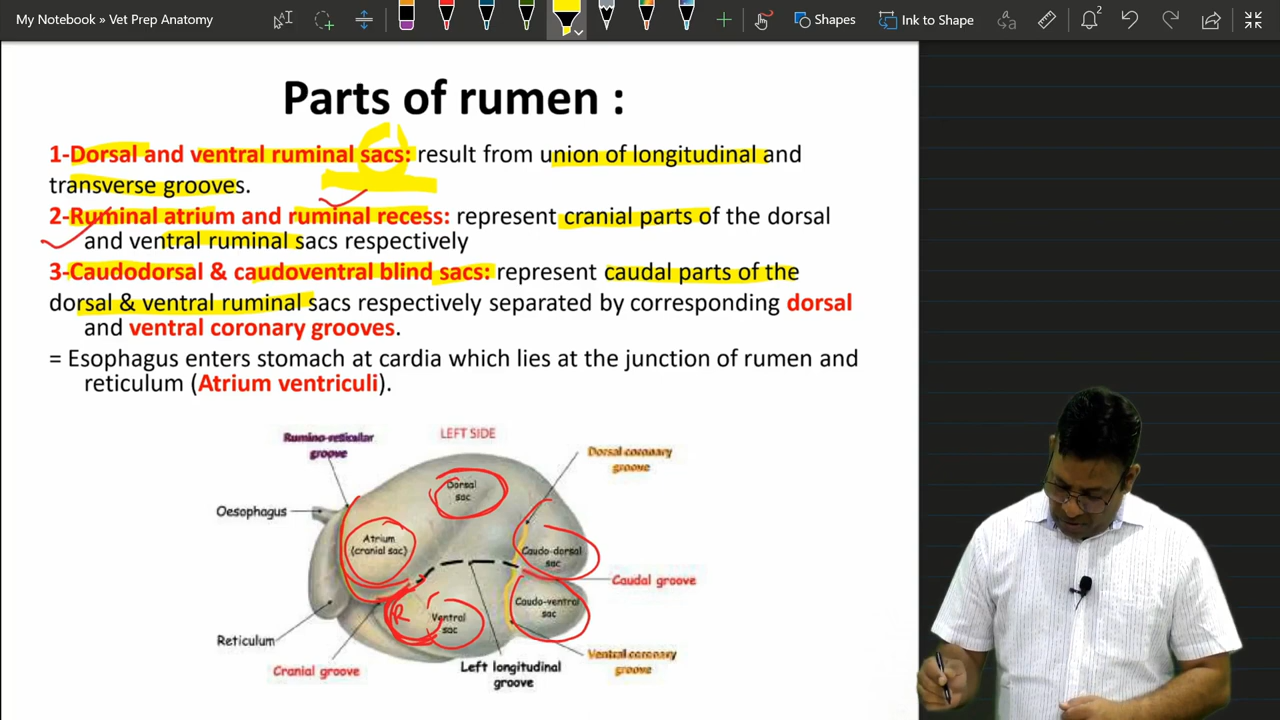 My Notebook » Vet Prep Anatomy
Shapes
Ink to Shape
2
Parts of rumen :
1-Dorsal and ventral ruminal sacs: result from union of longitudinal and
transverse grooves.
2-Ruminal atrium and ruminal recess: represent cranial parts of the dorsal
and ventral ruminal sacs respectively
3-Caudodorsal & caudoventral blind sacs: represent caudal parts of the
dorsal & ventral ruminal sacs respectively separated by corresponding dorsal
and ventral coronary grooves.
= Esophagus enters stomach at cardia which lies at the junction of rumen and
reticulum (Atrium ventriculi).
Rumino-reticular
groove
LEFT SIDE
Dorsal coronary
groove
Dorsal
sac
Oesophagus
Atrium
(cranial sac)
Caudo-dorsal
sac
Caudal groove
Caudo-ventral
sac
R
Ventral
sac
Reticulum
Ventral coronary
groove
Cranial groove
Left longitudinal
groove